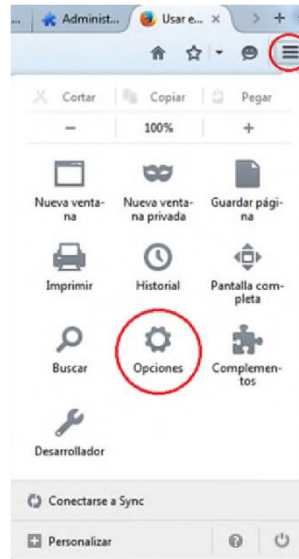 ... Administ...
Usar e...
Cortar
Copiar
Pegar
100%
Nueva venta-
na
Nueva venta-
na privada
Guardar pági-
na
Imprimir
Historial
Pantalla com-
pleta
Buscar
Opciones
Complemen-
tos
Desarrollador
Conectarse a Sync
Personalizar